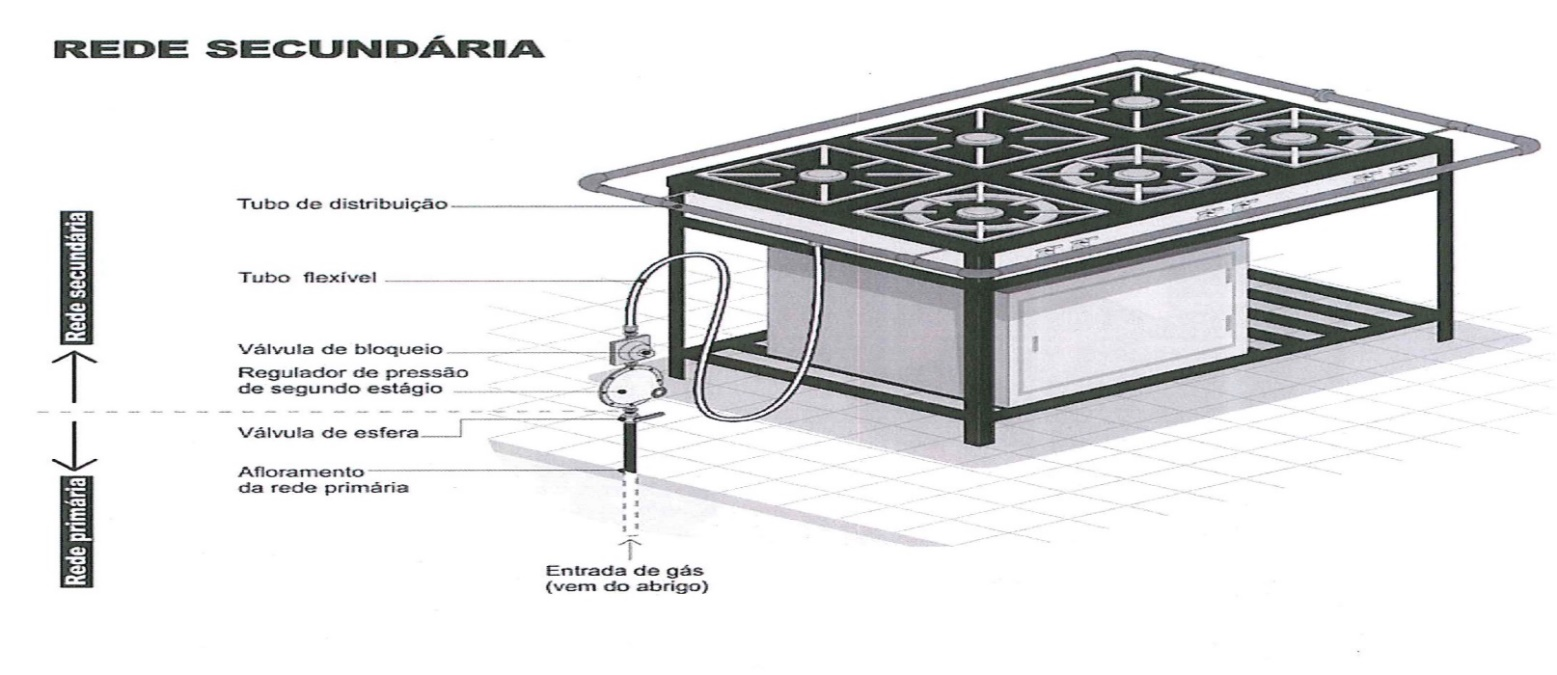 REDE SECUNDÁRIA
Tubo de distribuição
Tubo flexível
Válvula de bloqueio
Regulador de pressão
de segundo estágio
Válvula de esfera
Afloramento
da rede primária
Entrada de gás
(vem do abrigo)
Rede secundária
Rede primária